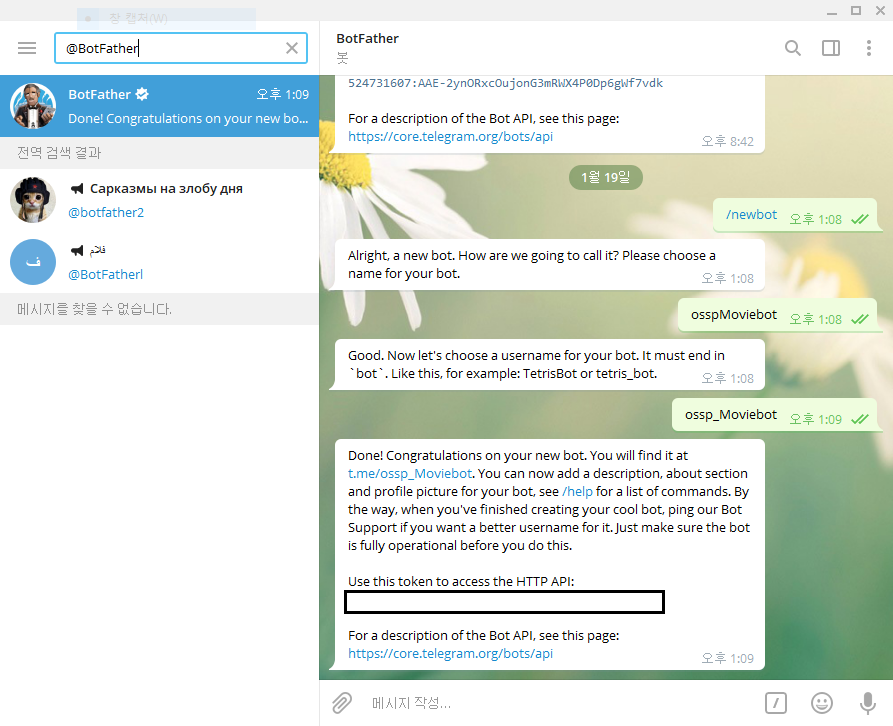 창 캡저(W)
@BotFather
BotFather
봇
BotFather 오후 1:09
Done! Congratulations on your new bo...
전역 검색 결과
Сарказмы на злобу дня
@botfather2
ف
فلام
@BotFatherl
메시지를 찾을 수 없습니다.
524731607:AAE-2ynORxcOujonG3mRWX4P0Dp6gWf7vdk
For a description of the Bot API, see this page:
https://core.telegram.org/bots/api
오후 8:42
1월 19일
/newbot 오후 1:08
Alright, a new bot. How are we going to call it? Please choose a
name for your bot.
오후 1:08
osspMoviebot 오후 1:08
Good. Now let's choose a username for your bot. It must end in
`bot`. Like this, for example: TetrisBot or tetris_bot.
오후 1:08
ossp_Moviebot 오후 1:09
Done! Congratulations on your new bot. You will find it at
t.me/ossp_Moviebot. You can now add a description, about section
and profile picture for your bot, see /help for a list of commands. By
the way, when you've finished creating your cool bot, ping our Bot
Support if you want a better username for it. Just make sure the bot
is fully operational before you do this.
Use this token to access the HTTP API:
For a description of the Bot API, see this page:
https://core.telegram.org/bots/api
오후 1:09
메시지 작성...